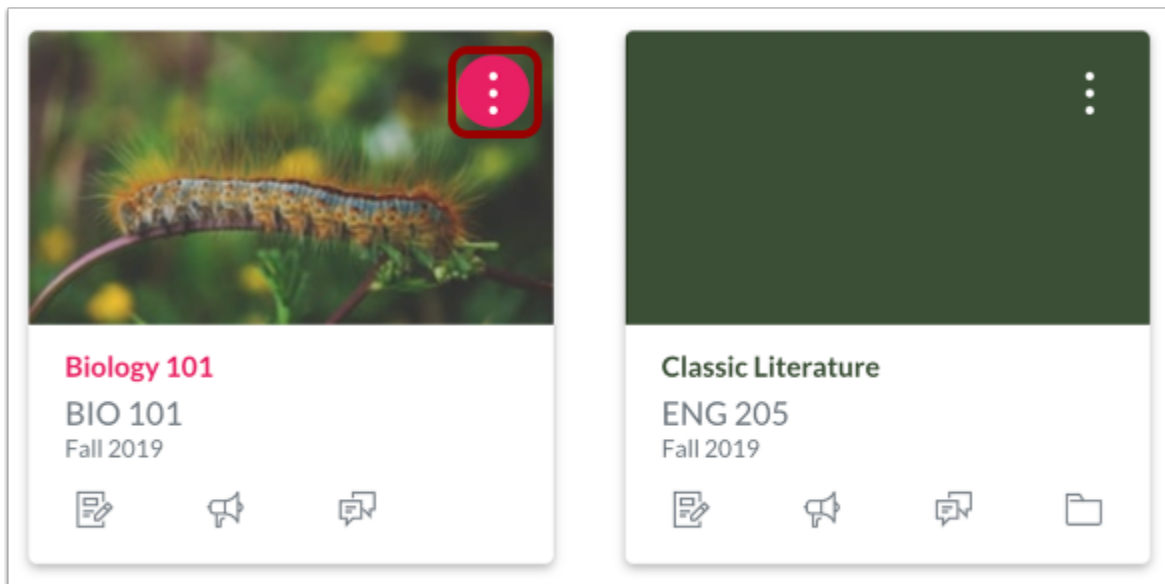 Biology 101
BIO 101
Fall 2019
Classic Literature
ENG 205
Fall 2019